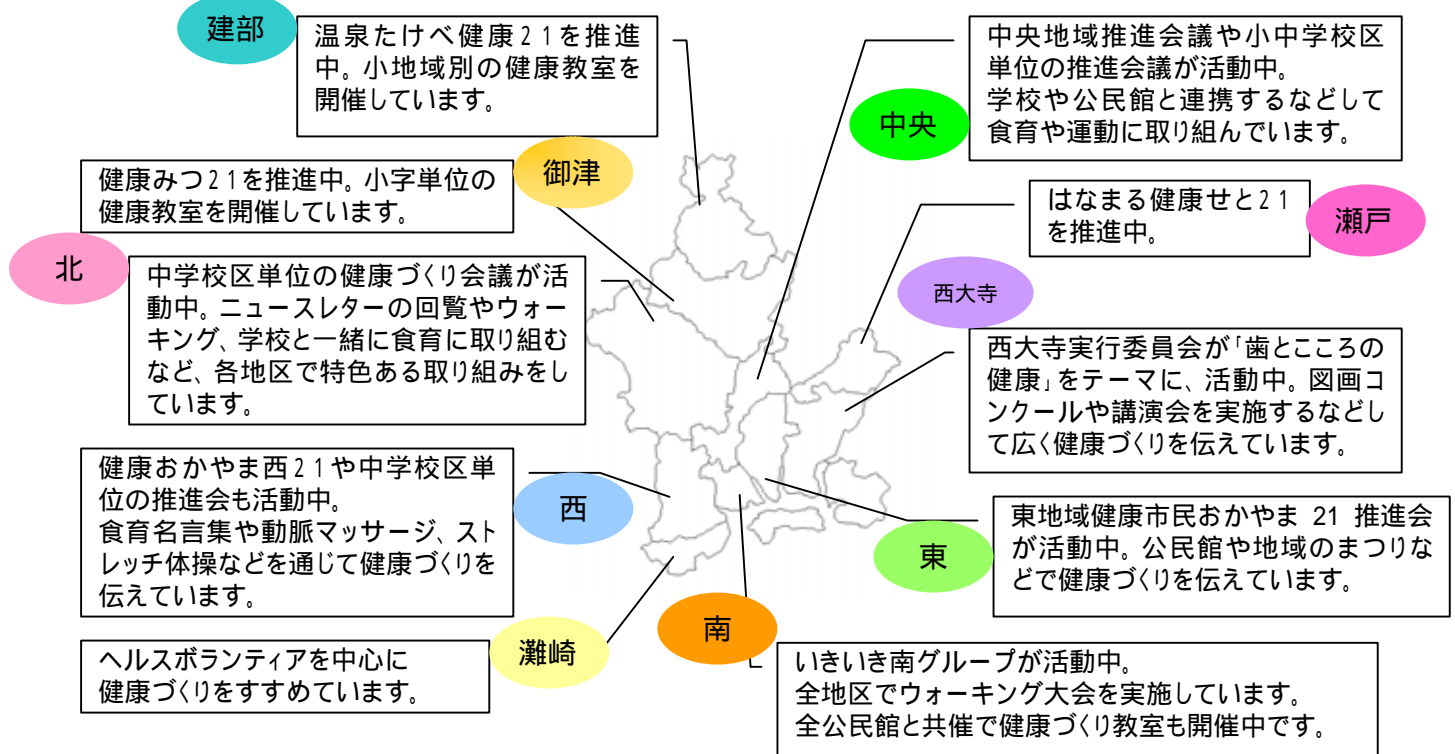 建部
温泉たけべ健康21を推進
中。小地域別の健康教室を
開催しています。
中央
中央地域推進会議や小中学校区
単位の推進会議が活動中。
学校や公民館と連携するなどして
食育や運動に取り組んでいます。
御津
健康みつ21を推進中。小字単位の
健康教室を開催しています。
瀬戸
はなまる健康せと21
を推進中。
北
中学校区単位の健康づくり会議が活
動中。ニュースレターの回覧やウォー
キング、学校と一緒に食育に取り組む
など、各地区で特色ある取り組みをし
ています。
西大寺
西大寺実行委員会が「歯とこころの
健康」をテーマに、活動中。図画コ
ンクールや講演会を実施するなどし
て広く健康づくりを伝えています。
西
健康おかやま西21や中学校区単
位の推進会も活動中。
食育名言集や動脈マッサージ、スト
レッチ体操などを通じて健康づくりを
伝えています。
東
東地域健康市民おかやま 21 推進会
が活動中。公民館や地域のまつりな
どで健康づくりを伝えています。
灘崎
ヘルスボランティアを中心に
健康づくりをすすめています。
南
いきいき南グループが活動中。
全地区でウォーキング大会を実施しています。
全公民館と共催で健康づくり教室も開催中です。